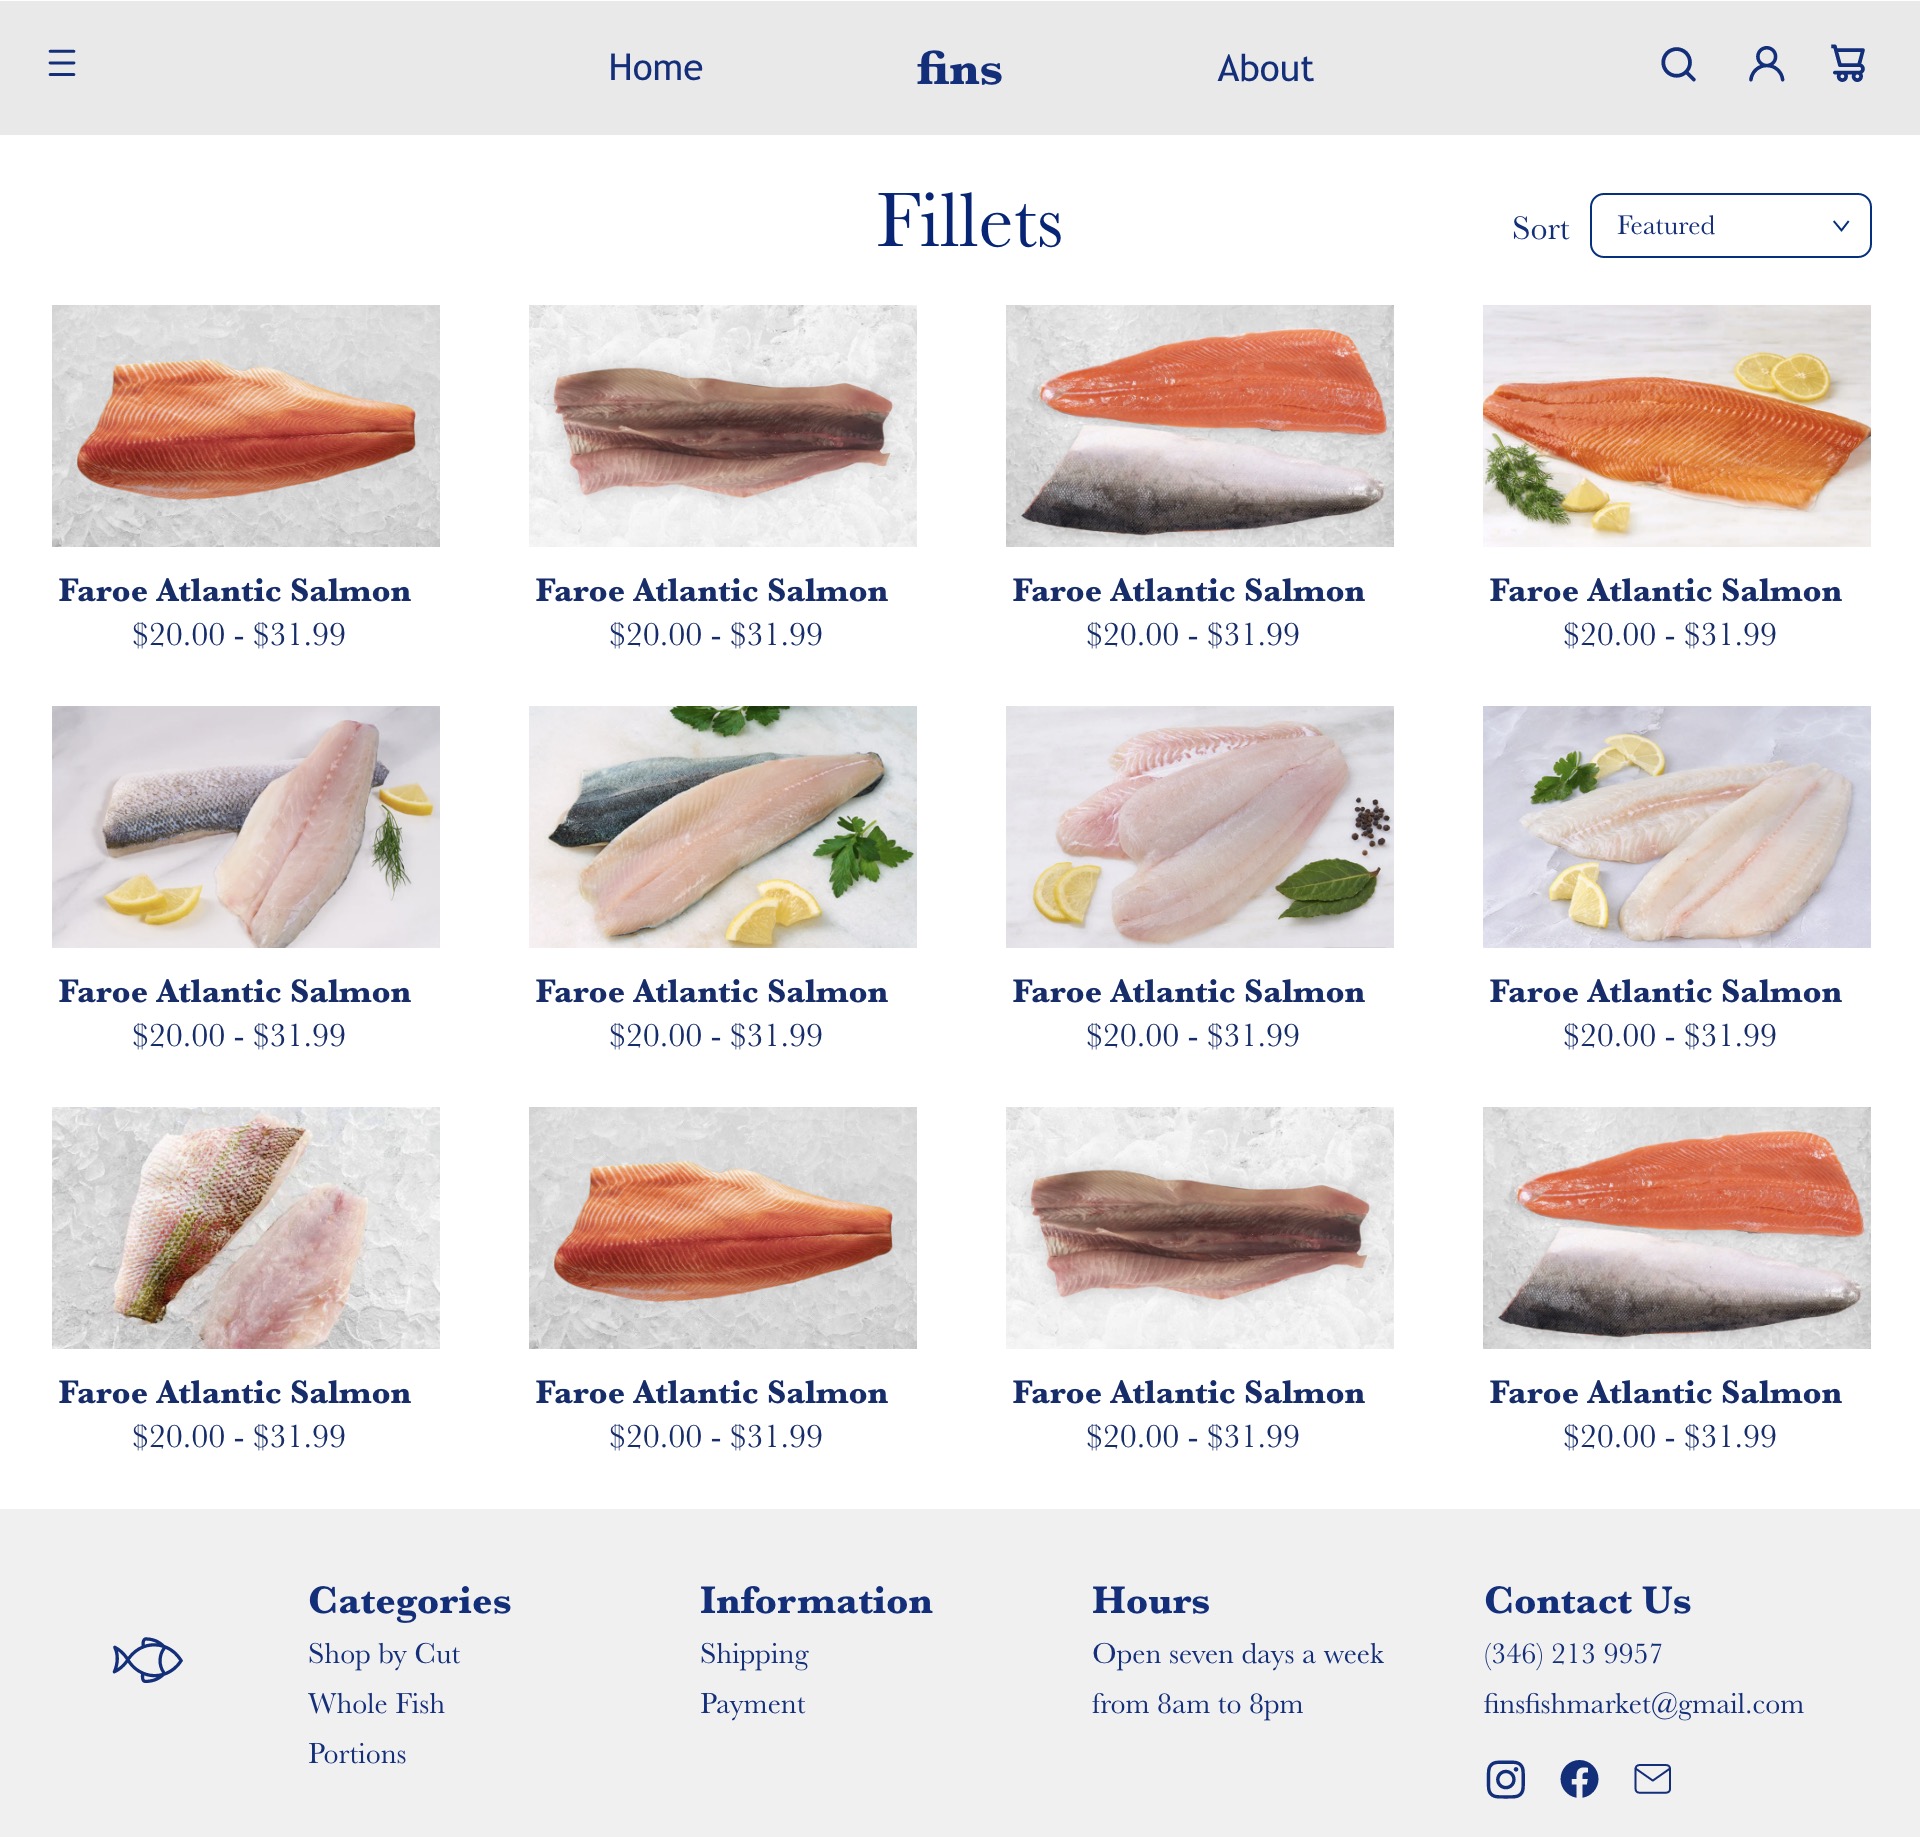 Home
fins
About
Fillets
Sort
Featured
Faroe Atlantic Salmon
$20.00 - $31.99
Faroe Atlantic Salmon
$20.00 - $31.99
Faroe Atlantic Salmon
$20.00 - $31.99
Faroe Atlantic Salmon
$20.00 - $31.99
Faroe Atlantic Salmon
$20.00 - $31.99
Faroe Atlantic Salmon
$20.00 - $31.99
Faroe Atlantic Salmon
$20.00 - $31.99
Faroe Atlantic Salmon
$20.00 - $31.99
Faroe Atlantic Salmon
$20.00 - $31.99
Faroe Atlantic Salmon
$20.00 - $31.99
Faroe Atlantic Salmon
$20.00 - $31.99
Faroe Atlantic Salmon
$20.00 - $31.99
Categories
Shop by Cut
Whole Fish
Portions
Information
Shipping
Payment
Hours
Open seven days a week
from 8am to 8pm
Contact Us
(346) 213 9957
finsfishmarket@gmail.com